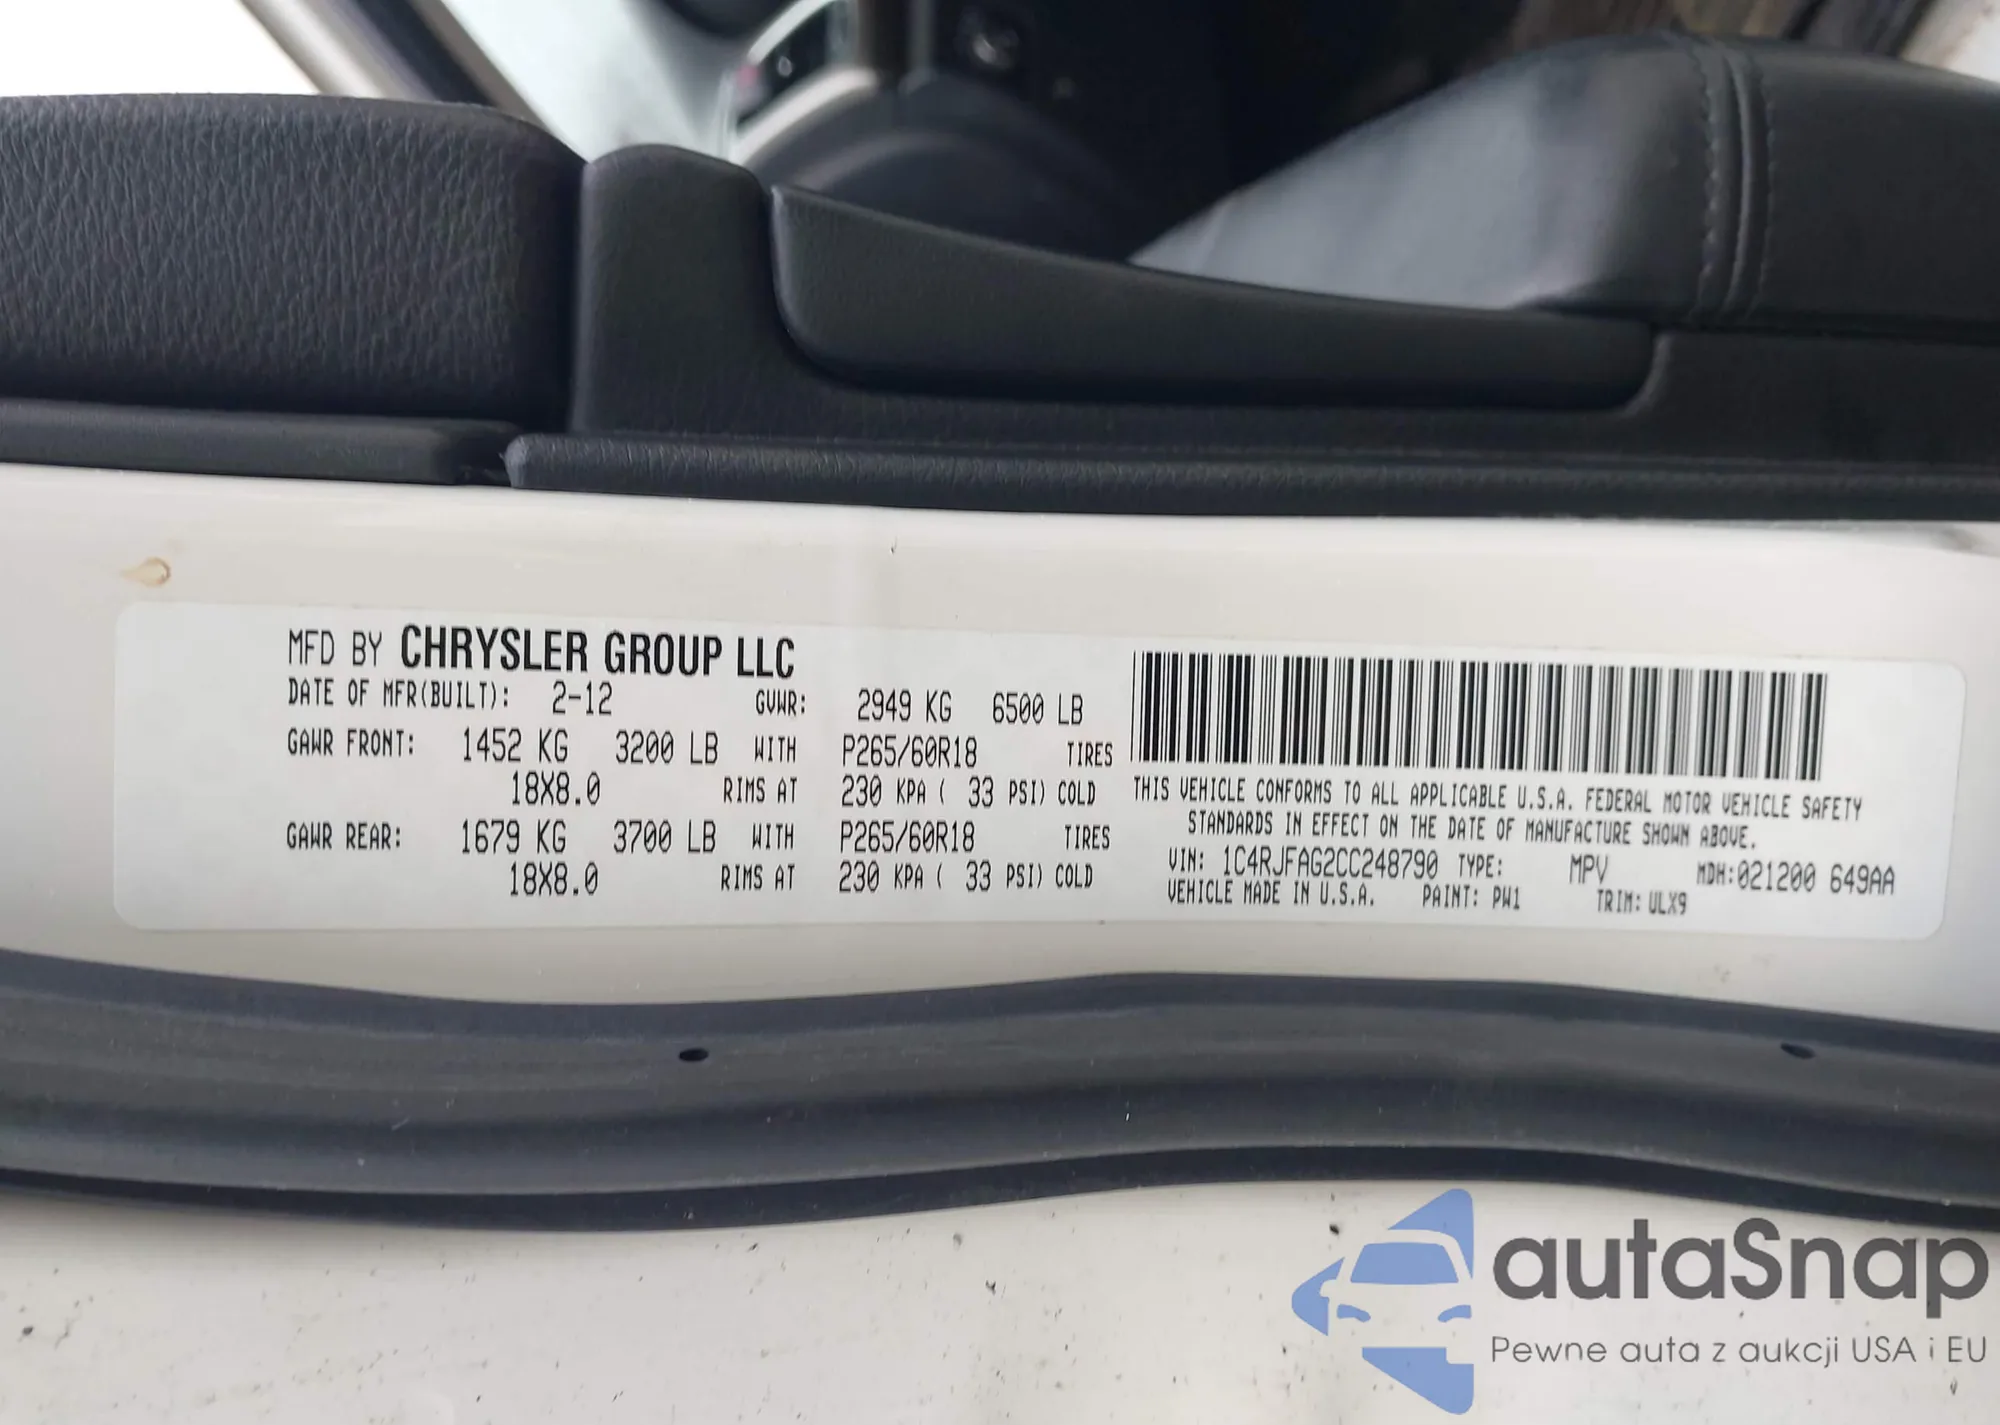 MFD BY CHRYSLER GROUP LLC
DATE OF MFR(BUILT): 2-12 GVWR: 2949 KG 6500 LB
GAWR FRONT: 1452 KG 3200 LB WITH P265/60R18 TIRES
18X8.0 RIMS AT 230 KPA ( 33 PSI) COLD
GAWR REAR: 1679 KG 3700 LB WITH P265/60R18 TIRES
18X8.0 RIMS AT 230 KPA ( 33 PSI) COLD
THIS VEHICLE CONFORMS TO ALL APPLICABLE U.S.A. FEDERAL MOTOR VEHICLE SAFETY
STANDARDS IN EFFECT ON THE DATE OF MANUFACTURE SHOWN ABOVE.
VIN: 1C4RJFAG2CC248790 TYPE: MPV MDH:021200 649AA
VEHICLE MADE IN U.S.A. PAINT: PW1 TRIM: ULX9
autaSnap
Pewne auta z aukcji USA i EU